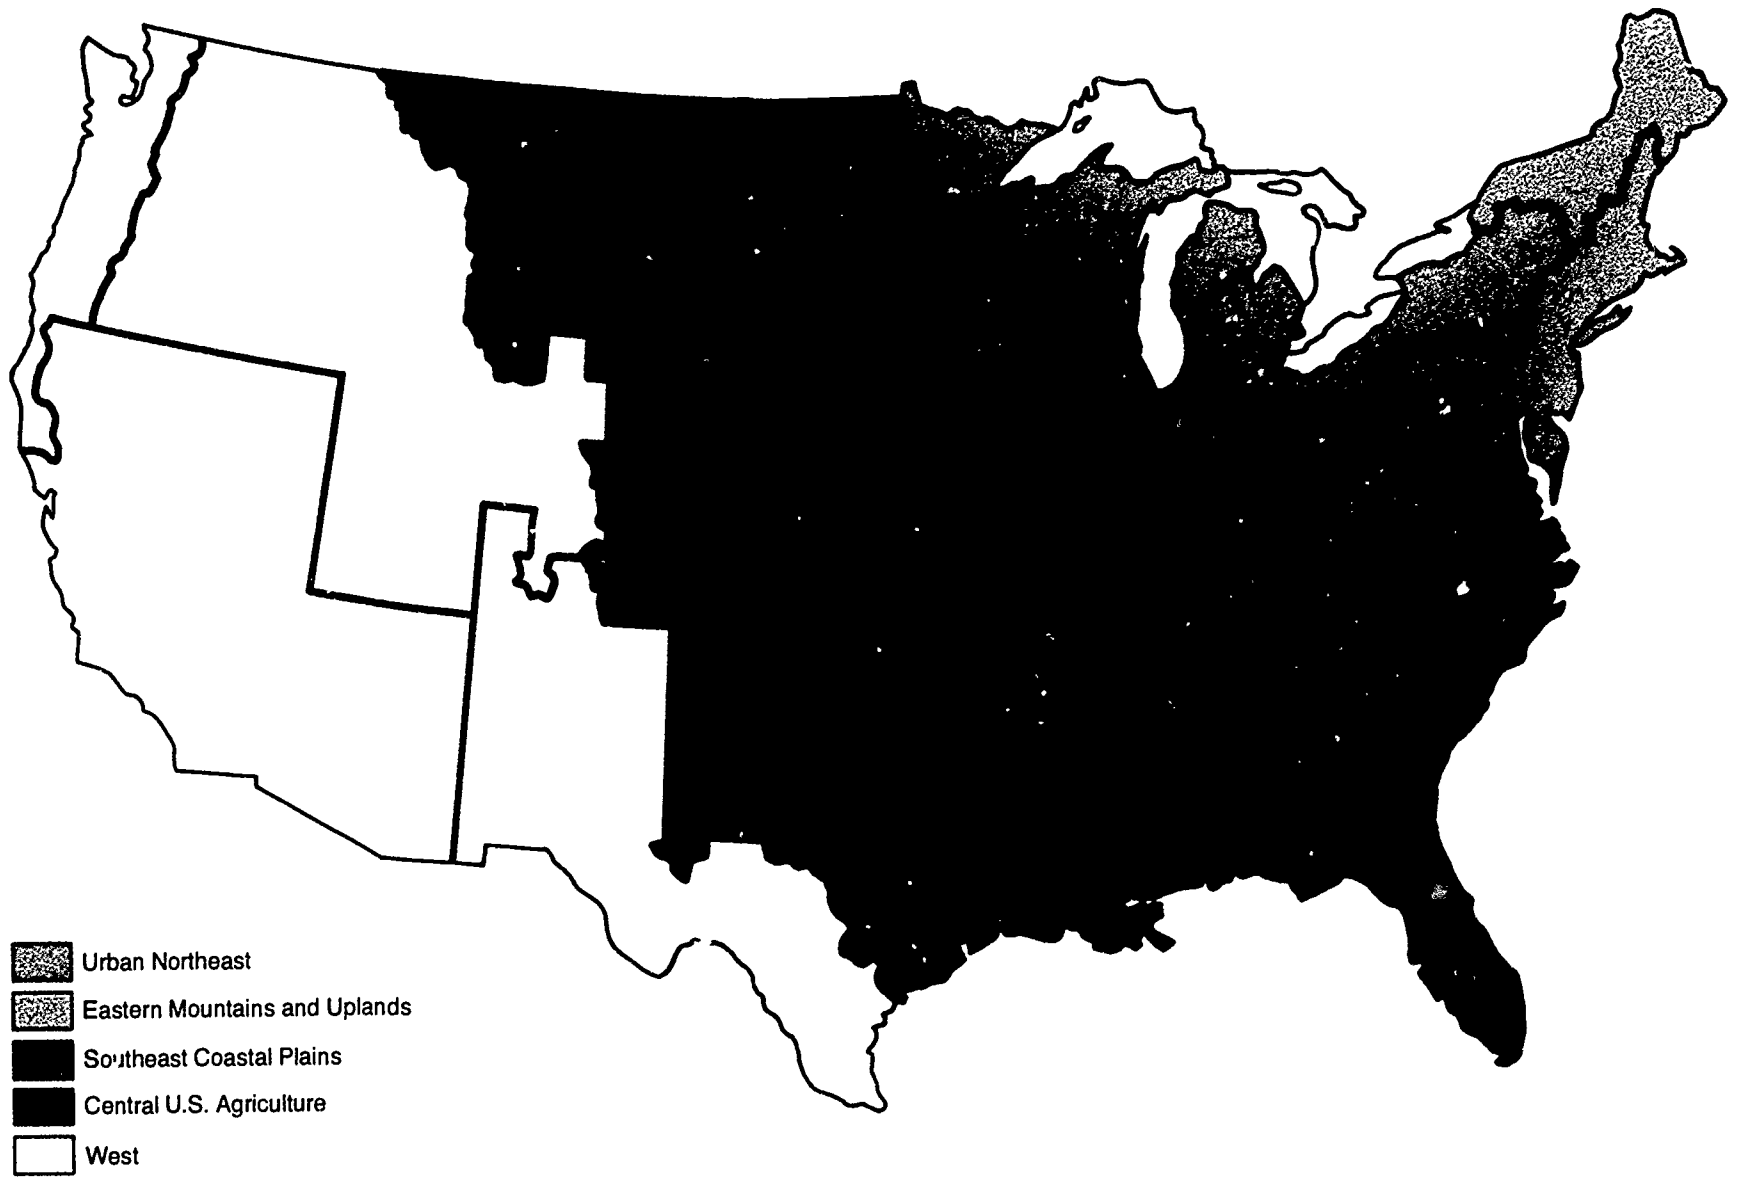 Urban Northeast
Eastern Mountains and Uplands
Southeast Coastal Plains
Central U.S. Agriculture
West